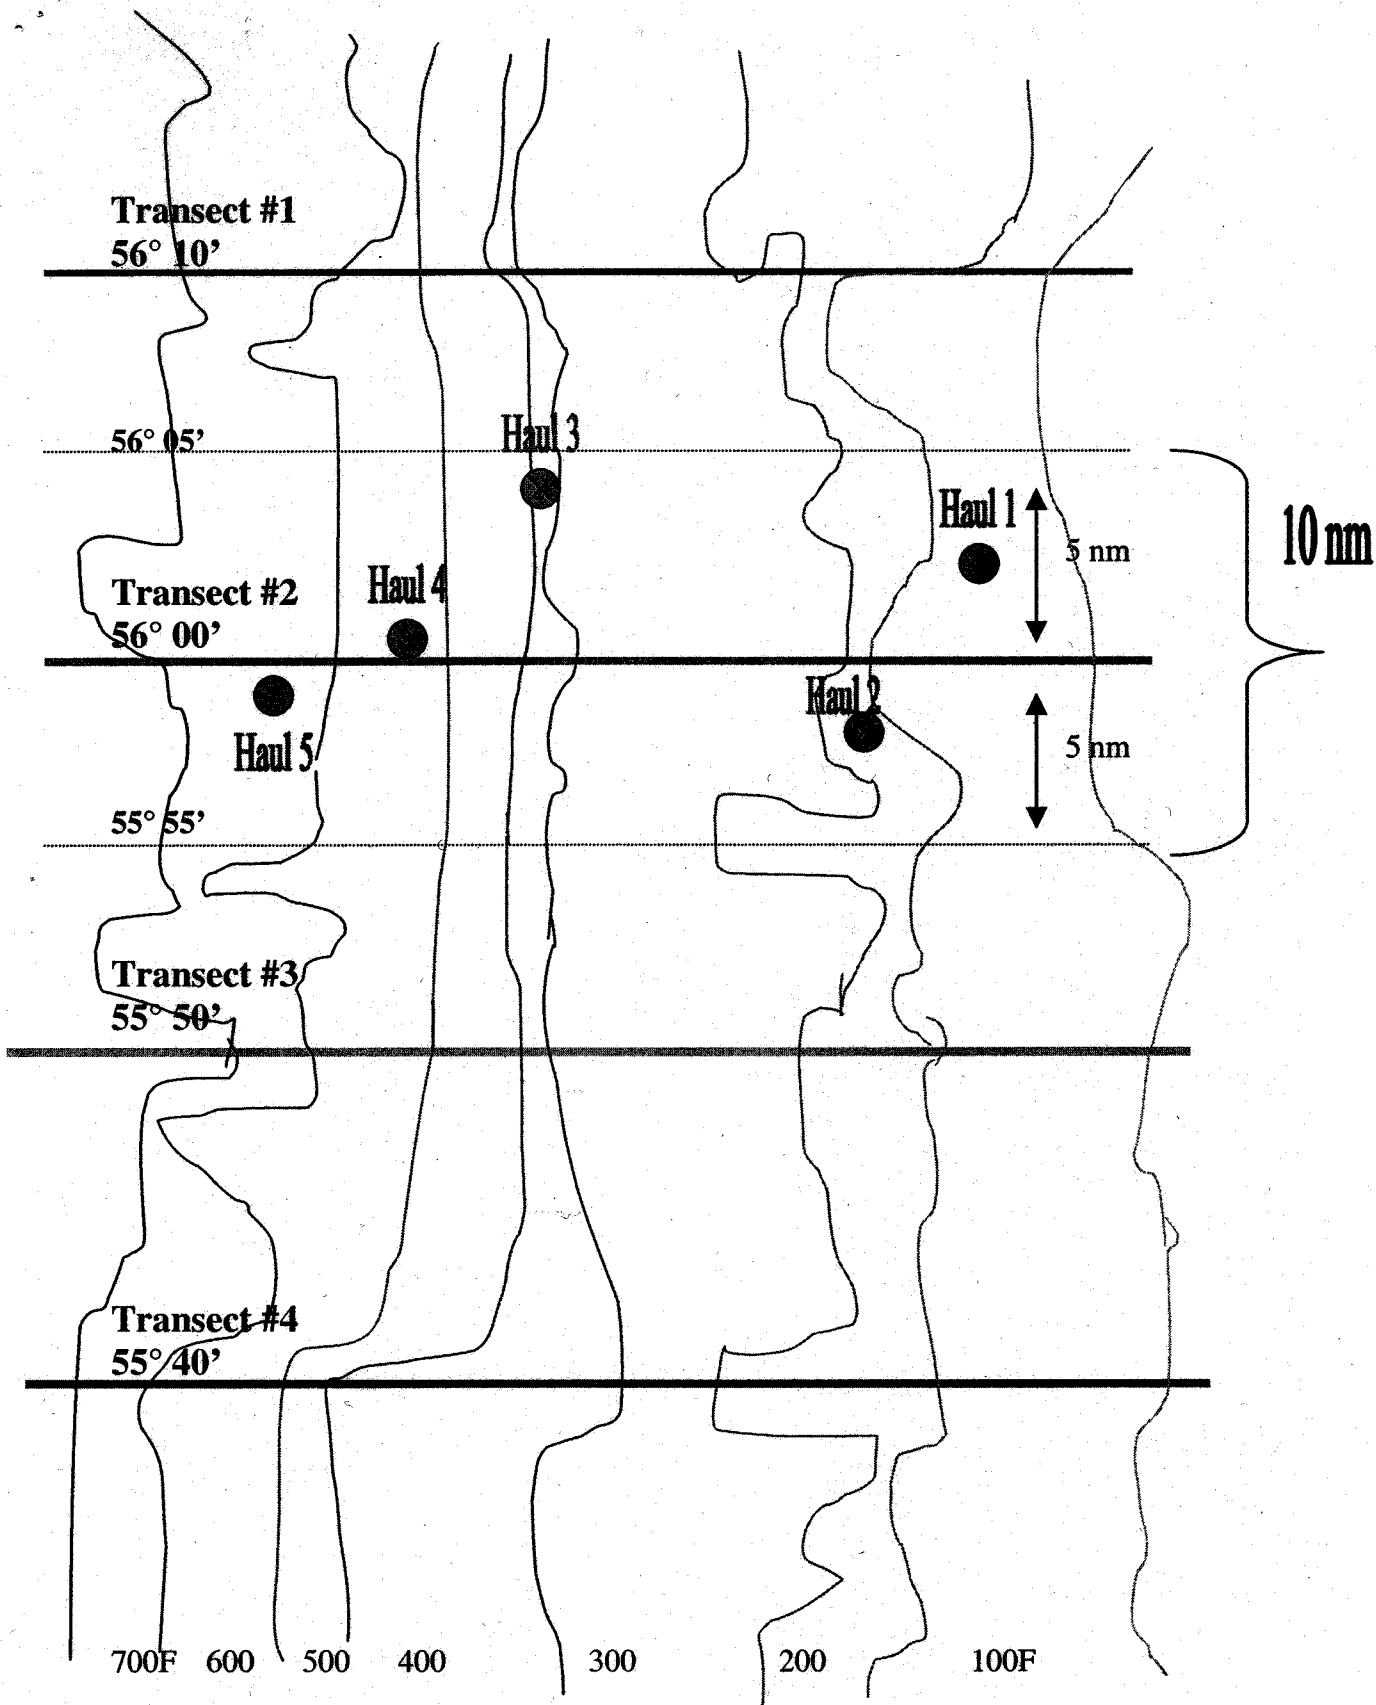 Transect #1
56° 10’
56° 05’
Haul 3
Haul 1
5 nm
10 nm
Haul 4
Transect #2
56° 00’
Haul 2
Haul 5
5 nm
55° 55’
Transect #3
55° 50’
Transect #4
55° 40’
700F 600 500 400 300 200 100F